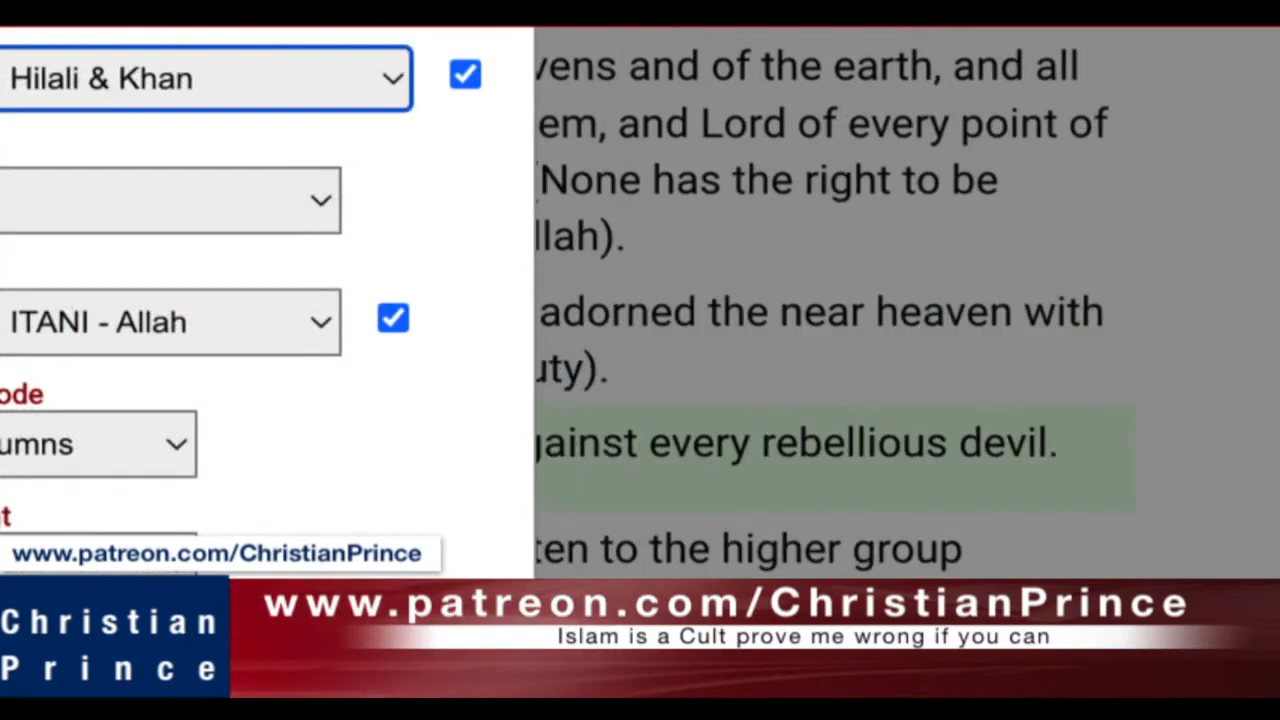 Hilali & Khan
vens and of the earth, and all
em, and Lord of every point of
(None has the right to be
llah).
ITANI - Allah
adorned the near heaven with
uty).
ode
umns
gainst every rebellious devil.
t
ten to the higher group
www.patreon.com/ChristianPrince
Christian
Prince
www.patreon.com/ChristianPrince
Islam is a Cult prove me wrong if you can